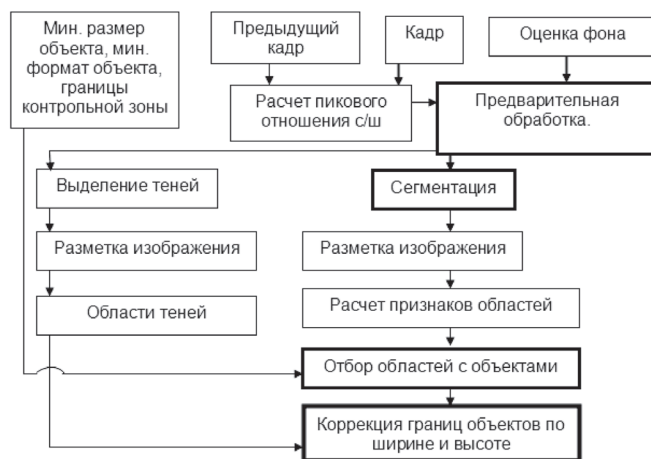 Мин. размер
объекта, мин.
формат объекта,
границы
контрольной зоны
Предыдущий
кадр
Кадр
Оценка фона
Расчет пикового
отношения с/ш
Предварительная
обработка.
Выделение теней
Сегментация
Разметка изображения
Разметка изображения
Области теней
Расчет признаков областей
Отбор областей с объектами
Коррекция границ объектов по
ширине и высоте